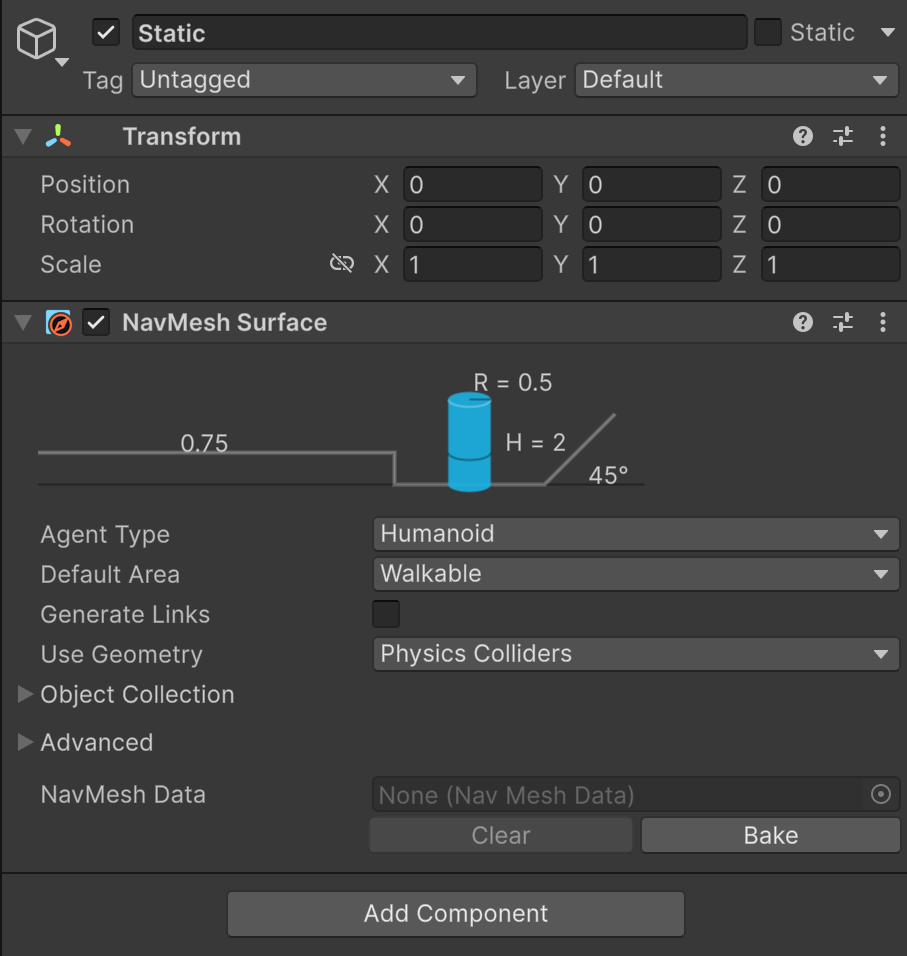 Static Static
Tag Untagged Layer Default
Transform
Position X 0 Y 0 Z 0
Rotation X 0 Y 0 Z 0
Scale X 1 Y 1 Z 1
NavMesh Surface
R = 0.5
0.75 H = 2
45°
Agent Type Humanoid
Default Area Walkable
Generate Links
Use Geometry Physics Colliders
Object Collection
Advanced
NavMesh Data None (Nav Mesh Data)
Clear Bake
Add Component